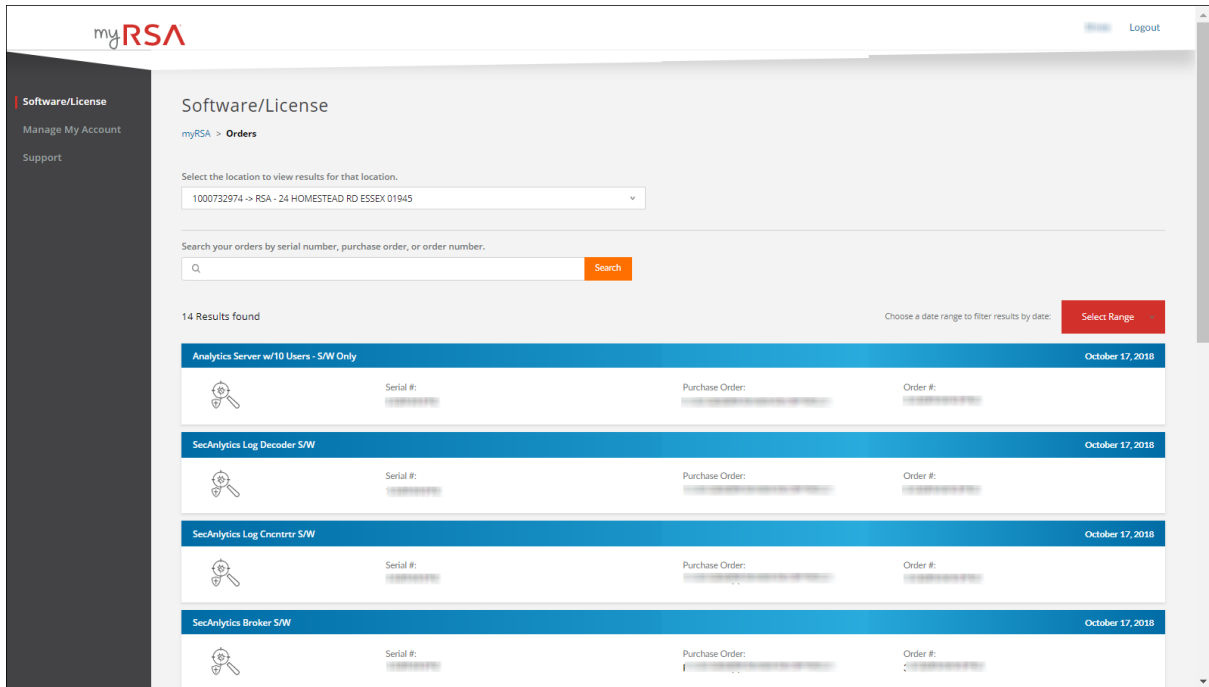 myRSA
Logout
Software/License
Manage My Account
Support
Software/License
myRSA > Orders
Select the location to view results for that location.
1000732974 -> RSA - 24 HOMESTEAD RD ESSEX 01945
Search your orders by serial number, purchase order, or order number.
Search
14 Results found
Choose a date range to filter results by date:
Select Range
Analytics Server w/10 Users - S/W Only October 17, 2018
Serial #: Purchase Order: Order #:
SecAnlytics Log Decoder S/W October 17, 2018
Serial #: Purchase Order: Order #:
SecAnlytics Log Cncntrtr S/W October 17, 2018
Serial #: Purchase Order: Order #:
SecAnlytics Broker S/W October 17, 2018
Serial #: Purchase Order: Order #: